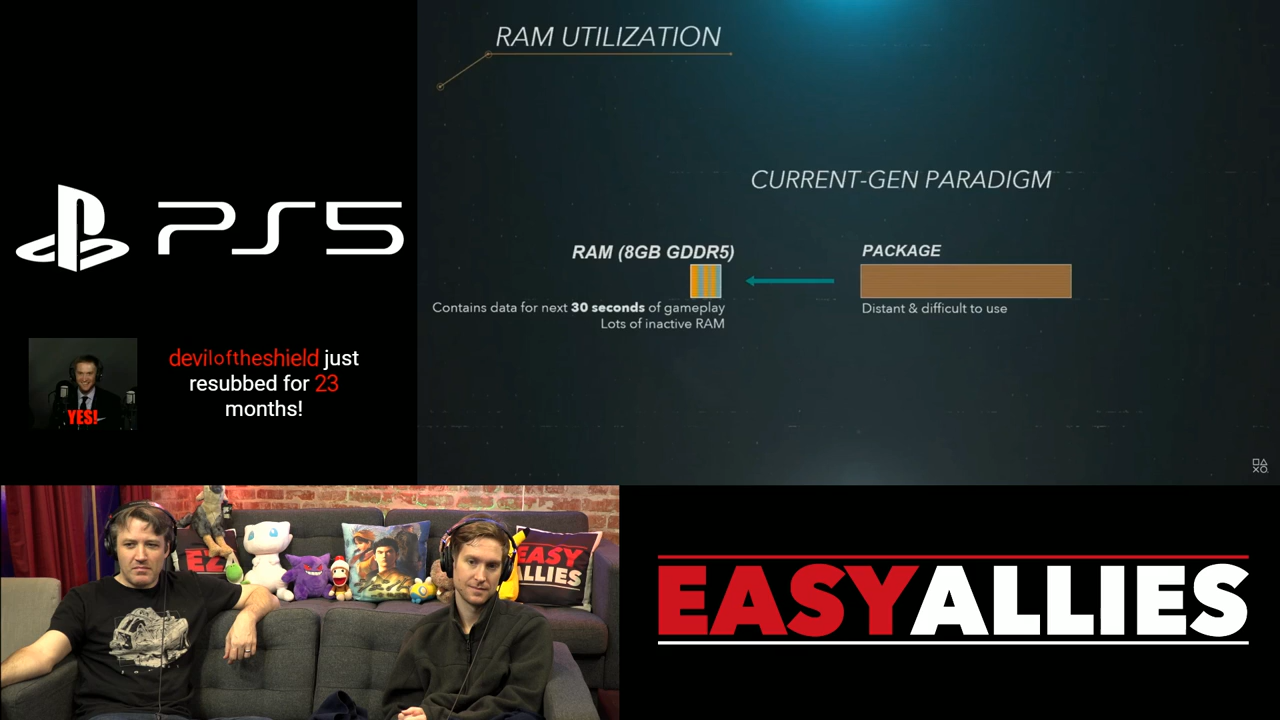 RAM UTILIZATION
CURRENT-GEN PARADIGM
RAM (8GB GDDR5)
Contains data for next 30 seconds of gameplay
Lots of inactive RAM
PACKAGE
Distant & difficult to use
PS5
YES!
deviloftheshield just
resubbed for 23
months!
EZ
EASY
ALLIES
EASYALLIES